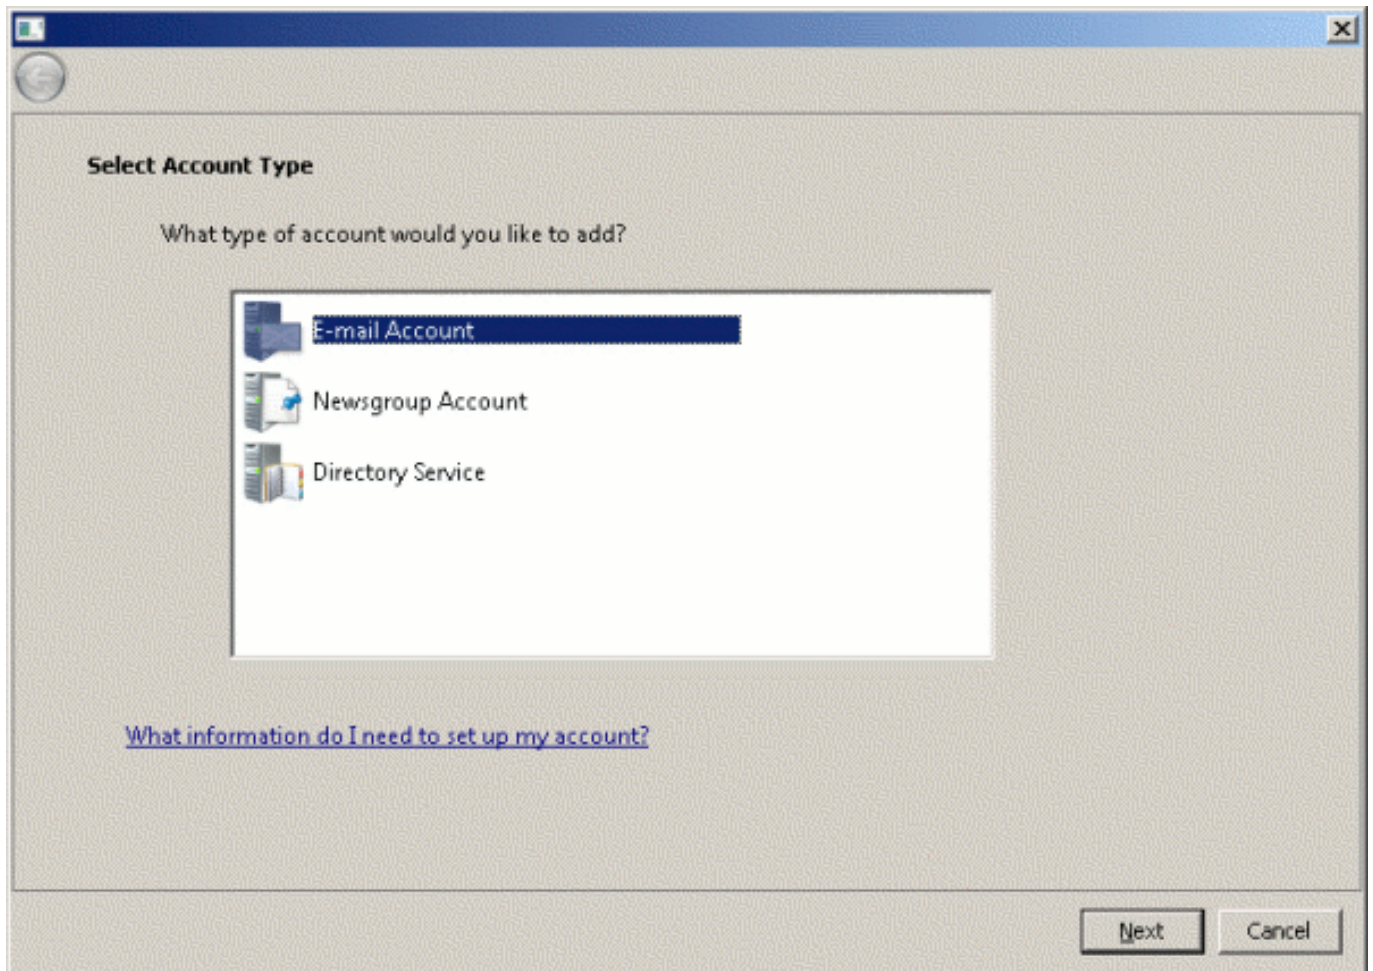 Select Account Type
What type of account would you like to add?
E-mail Account
Newsgroup Account
Directory Service
What information do I need to set up my account?
Next
Cancel